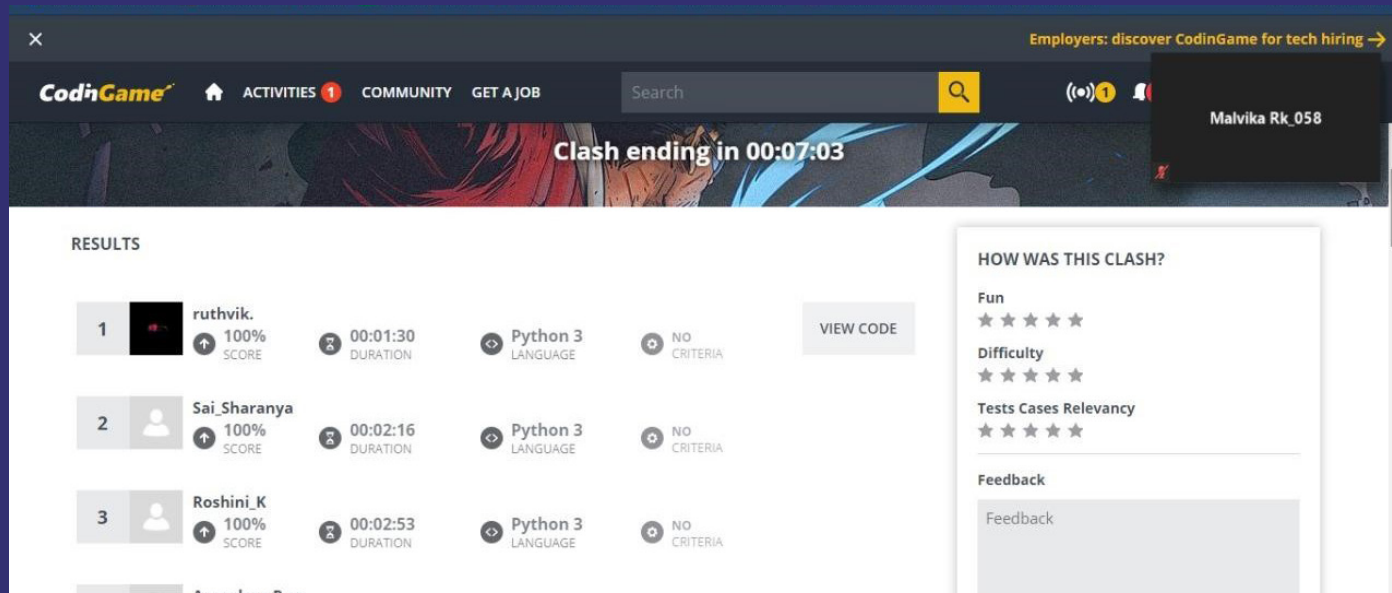 Employers: discover CodinGame for tech hiring →
CodinGame ACTIVITIES 1 COMMUNITY GET A JOB Search 1
Malvika Rk_058
Clash ending in 00:07:03
RESULTS
1
ruthvik.
100% 00:01:30 Python 3 NO
SCORE DURATION LANGUAGE CRITERIA
VIEW CODE
2
Sai_Sharanya
100% 00:02:16 Python 3 NO
SCORE DURATION LANGUAGE CRITERIA
3
Roshini_K
100% 00:02:53 Python 3 NO
SCORE DURATION LANGUAGE CRITERIA
HOW WAS THIS CLASH?
Fun
Difficulty
Tests Cases Relevancy
Feedback
Feedback